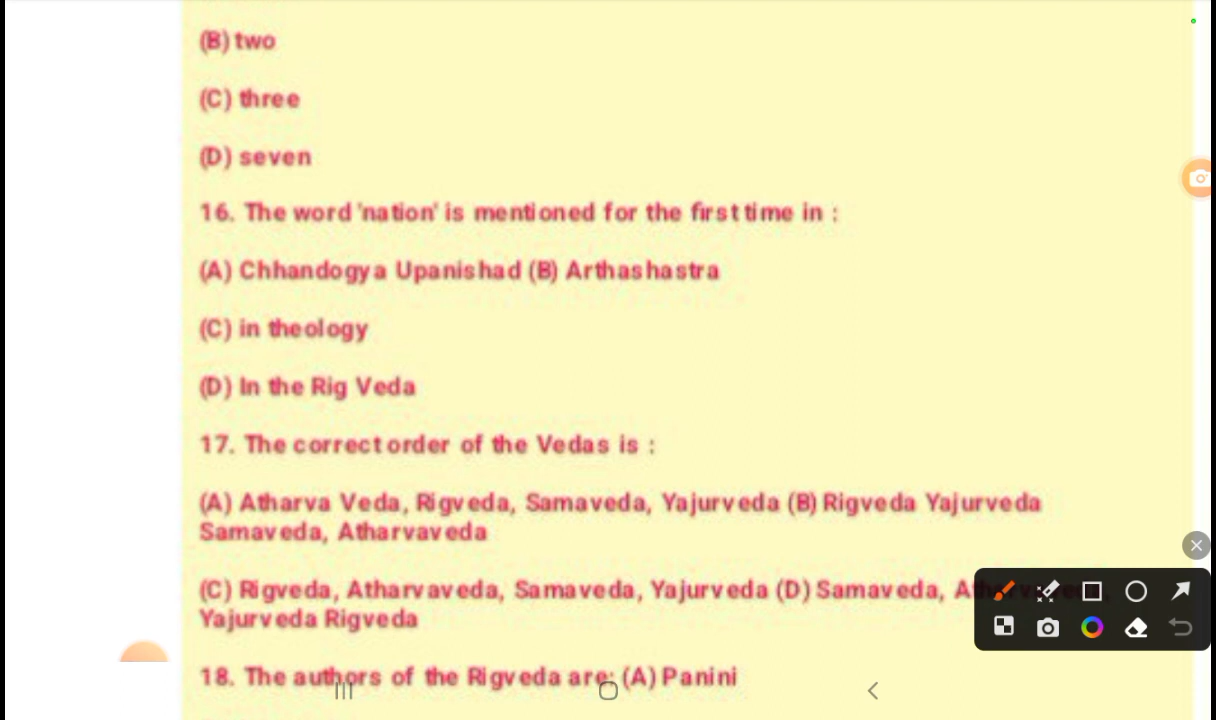 (B) two
(C) three
(D) seven
16. The word 'nation' is mentioned for the first time in :
(A) Chhandogya Upanishad (B) Arthashastra
(C) in theology
(D) In the Rig Veda
17. The correct order of the Vedas is :
(A) Atharva Veda, Rigveda, Samaveda, Yajurveda (B) Rigveda Yajurveda
Samaveda, Atharvaveda
(C) Rigveda, Atharvaveda, Samaveda, Yajurveda (D) Samaveda,
Yajurveda Rigveda
18. The authors of the Rigveda are: (A) Panini